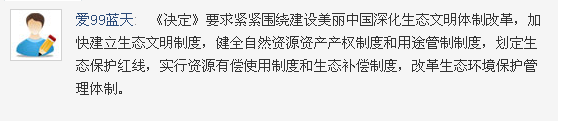 爱99蓝天: 《决定》要求紧紧围绕建设美丽中国深化生态文明体制改革，加
快建立生态文明制度，健全自然资源资产产权制度和用途管制制度，划定生
态保护红线，实行资源有偿使用制度和生态补偿制度，改革生态环境保护管
理体制。